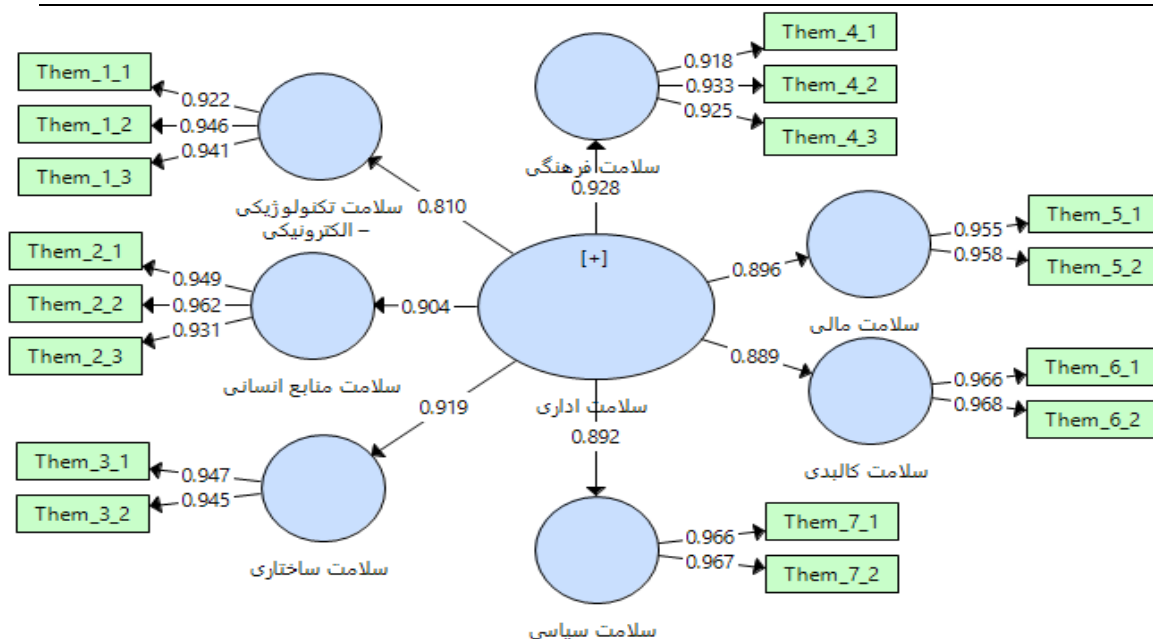 Them_1_1
Them_1_2
Them_1_3
0.922
0.946
0.941
سلامت تکنولوژیکی
– الکترونیکی
0.810
Them_2_1
Them_2_2
Them_2_3
0.949
0.962
0.931
سلامت منابع انسانی
0.904
Them_3_1
Them_3_2
0.947
0.945
سلامت ساختاری
0.919
Them_4_1
Them_4_2
Them_4_3
0.918
0.933
0.925
سلامت فرهنگی
0.928
[+]
سلامت اداری
0.892
Them_5_1
Them_5_2
0.955
0.958
سلامت مالی
0.896
Them_6_1
Them_6_2
0.966
0.968
سلامت کالبدی
0.889
Them_7_1
Them_7_2
0.966
0.967
سلامت سیاسی